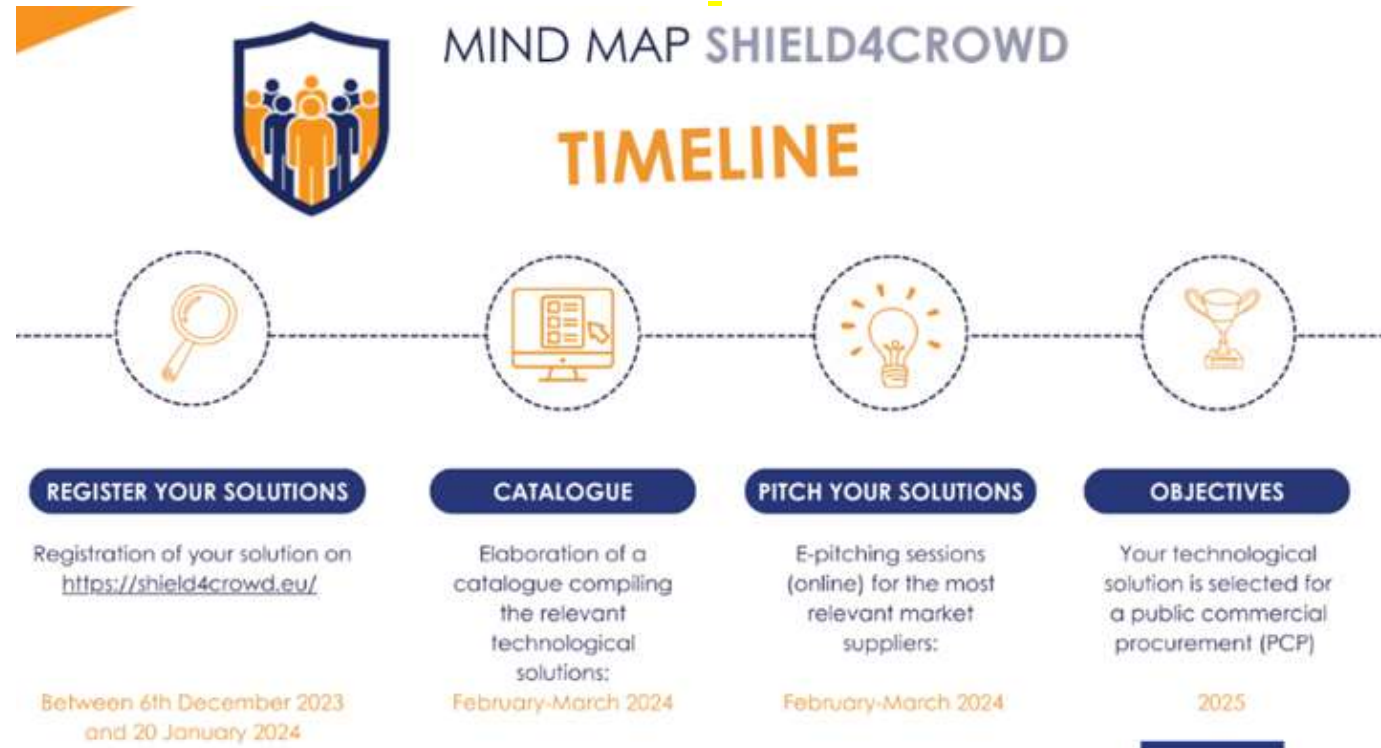 MIND MAP SHIELD4CROWD
TIMELINE
REGISTER YOUR SOLUTIONS
Registration of your solution on
https://shield4crowd.eu/
Between 6th December 2023
and 20 January 2024
CATALOGUE
Elaboration of a
catalogue compiling
the relevant
technological
solutions:
February-March 2024
PITCH YOUR SOLUTIONS
E-pitching sessions
(online) for the most
relevant market
suppliers:
February-March 2024
OBJECTIVES
Your technological
solution is selected for
a public commercial
procurement (PCP)
2025